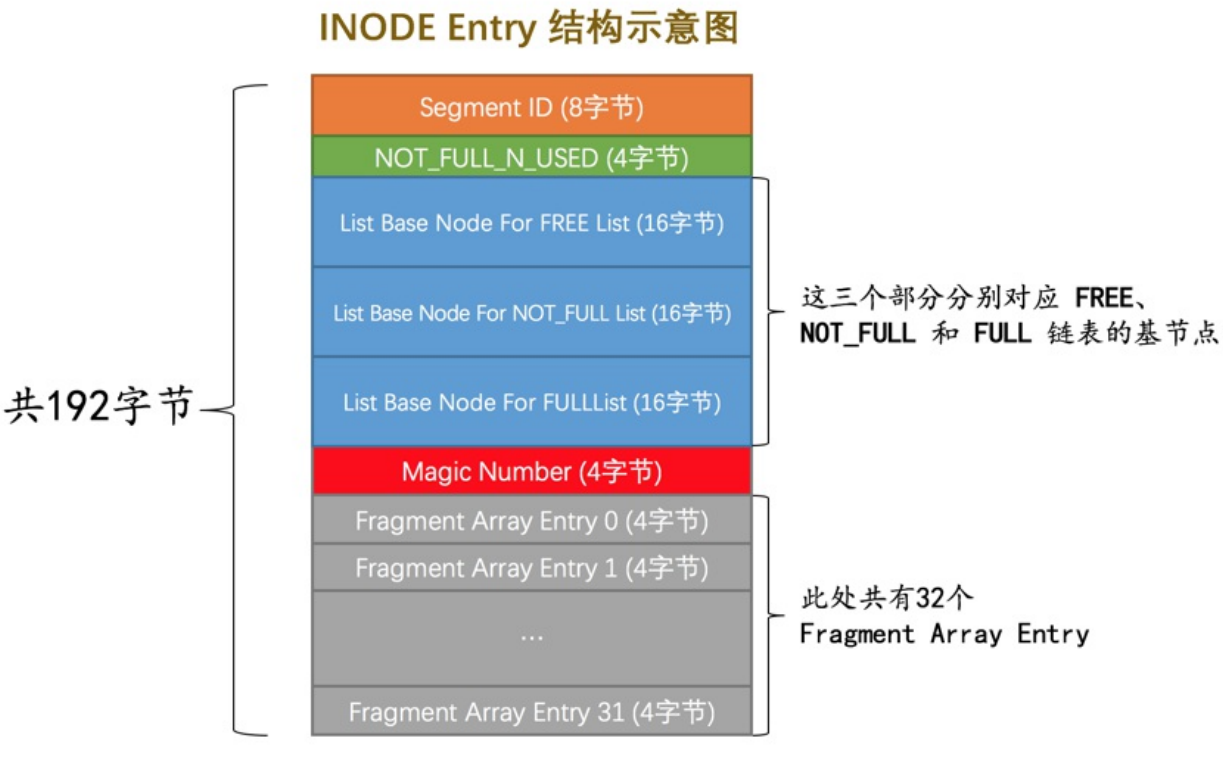 INODE Entry 结构示意图
Segment ID (8字节)
NOT_FULL_N_USED (4字节)
List Base Node For FREE List (16字节)
List Base Node For NOT_FULL List (16字节)
List Base Node For FULLList (16字节)
这三个部分分别对应 FREE、
NOT_FULL 和 FULL 链表的基节点
共192字节
Magic Number (4字节)
Fragment Array Entry 0 (4字节)
Fragment Array Entry 1 (4字节)
...
Fragment Array Entry 31 (4字节)
此处共有32个
Fragment Array Entry